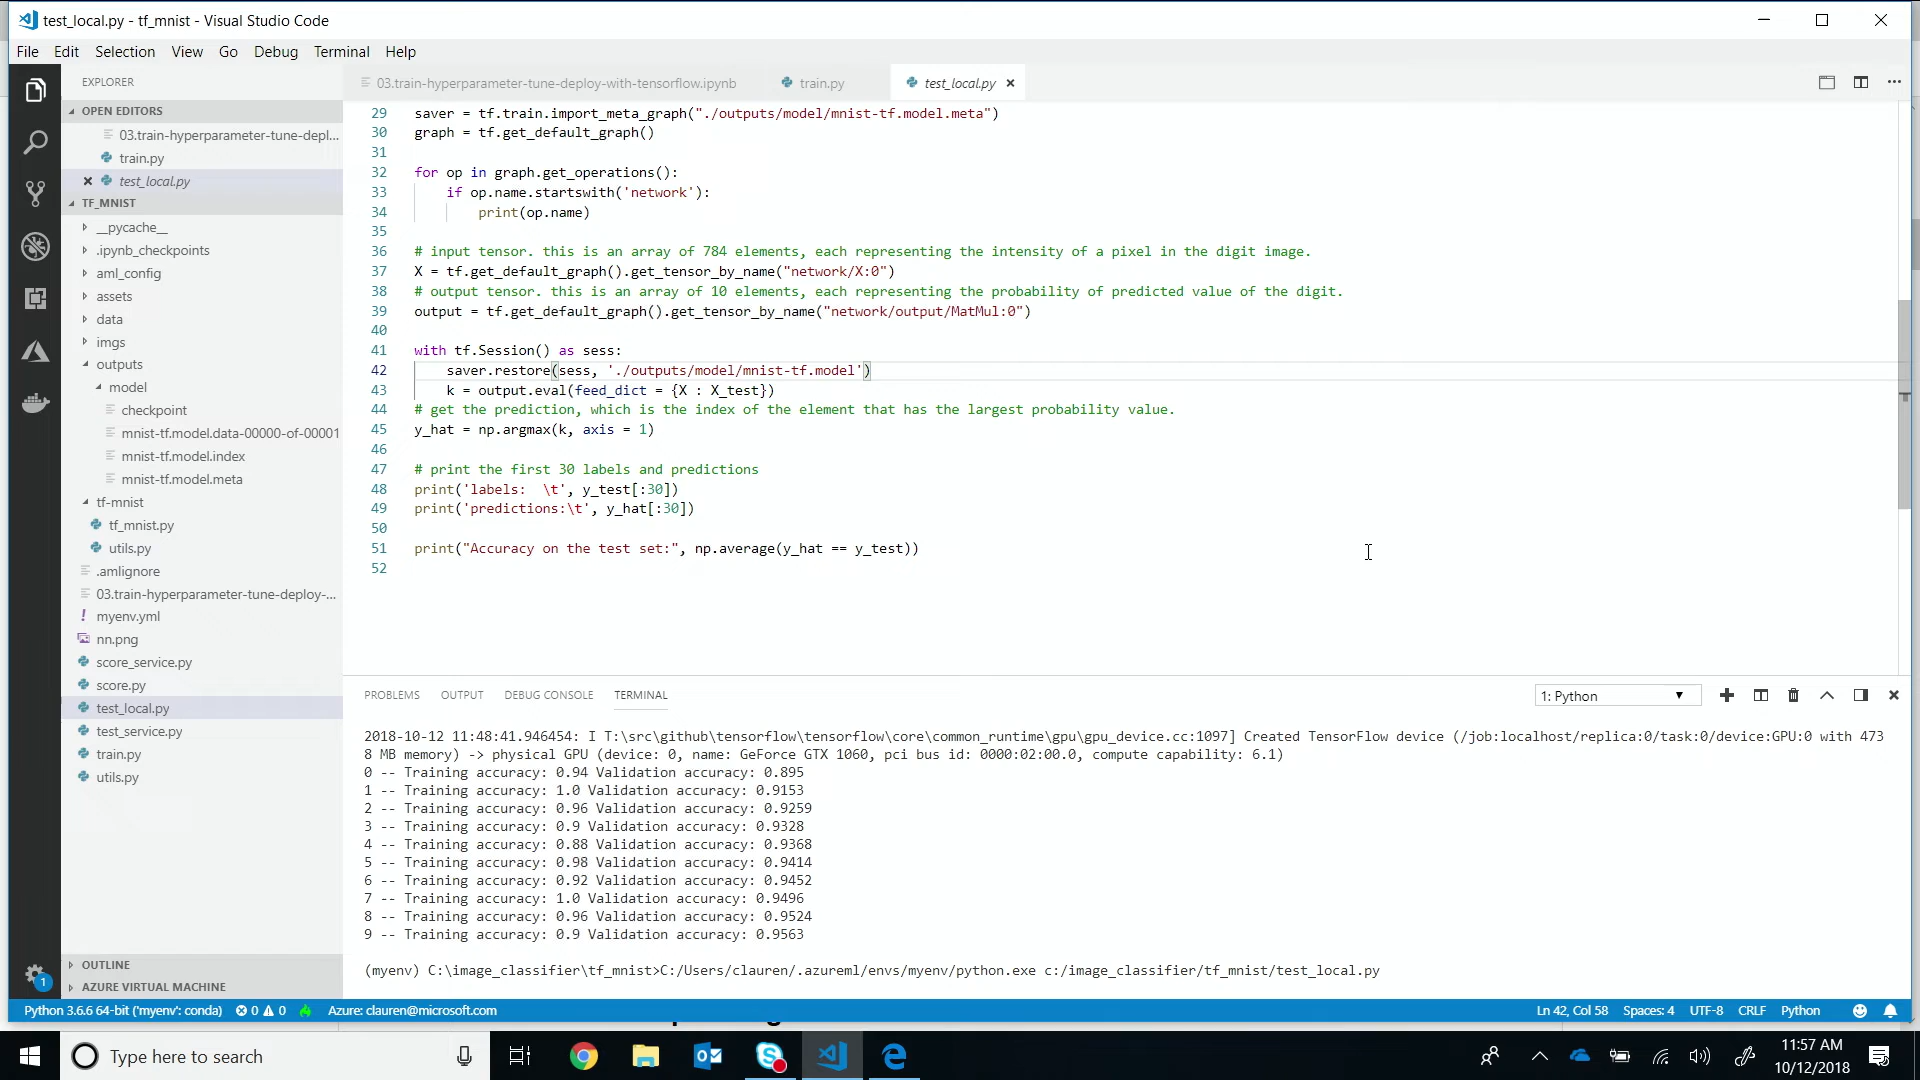 test_local.py - tf_mnist - Visual Studio Code
File Edit Selection View Go Debug Terminal Help
EXPLORER
OPEN EDITORS
03.train-hyperparameter-tune-depl...
train.py
test_local.py
TF_MNIST
__pycache__
.ipynb_checkpoints
aml_config
assets
data
imgs
outputs
model
checkpoint
mnist-tf.model.data-00000-of-00001
mnist-tf.model.index
mnist-tf.model.meta
tf-mnist
tf_mnist.py
utils.py
.amlignore
03.train-hyperparameter-tune-deploy-...
myenv.yml
nn.png
score_service.py
score.py
test_local.py
test_service.py
train.py
utils.py
OUTLINE
AZURE VIRTUAL MACHINE
03.train-hyperparameter-tune-deploy-with-tensorflow.ipynb train.py test_local.py
29 saver = tf.train.import_meta_graph("./outputs/model/mnist-tf.model.meta")
30 graph = tf.get_default_graph()
31
32 for op in graph.get_operations():
33 if op.name.startswith('network'):
34 print(op.name)
35
36 # input tensor. this is an array of 784 elements, each representing the intensity of a pixel in the digit image.
37 X = tf.get_default_graph().get_tensor_by_name("network/X:0")
38 # output tensor. this is an array of 10 elements, each representing the probability of predicted value of the digit.
39 output = tf.get_default_graph().get_tensor_by_name("network/output/MatMul:0")
40
41 with tf.Session() as sess:
42 saver.restore(sess, './outputs/model/mnist-tf.model')
43 k = output.eval(feed_dict = {X : X_test})
44 # get the prediction, which is the index of the element that has the largest probability value.
45 y_hat = np.argmax(k, axis = 1)
46
47 # print the first 30 labels and predictions
48 print('labels:  \t', y_test[:30])
49 print('predictions:\t', y_hat[:30])
50
51 print("Accuracy on the test set:", np.average(y_hat == y_test))
52
PROBLEMS OUTPUT DEBUG CONSOLE TERMINAL
1: Python
2018-10-12 11:48:41.946454: I T:\src\github\tensorflow\tensorflow\core\common_runtime\gpu\gpu_device.cc:1097] Created TensorFlow device (/job:localhost/replica:0/task:0/device:GPU:0 with 473
8 MB memory) -> physical GPU (device: 0, name: GeForce GTX 1060, pci bus id: 0000:02:00.0, compute capability: 6.1)
0 -- Training accuracy: 0.94 Validation accuracy: 0.895
1 -- Training accuracy: 1.0 Validation accuracy: 0.9153
2 -- Training accuracy: 0.96 Validation accuracy: 0.9259
3 -- Training accuracy: 0.9 Validation accuracy: 0.9328
4 -- Training accuracy: 0.88 Validation accuracy: 0.9368
5 -- Training accuracy: 0.98 Validation accuracy: 0.9414
6 -- Training accuracy: 0.92 Validation accuracy: 0.9452
7 -- Training accuracy: 1.0 Validation accuracy: 0.9496
8 -- Training accuracy: 0.96 Validation accuracy: 0.9524
9 -- Training accuracy: 0.9 Validation accuracy: 0.9563
(myenv) C:\image_classifier\tf_mnist>C:/Users/clauren/.azureml/envs/myenv/python.exe c:/image_classifier/tf_mnist/test_local.py
1
Python 3.6.6 64-bit ('myenv': conda) 0 0 Azure: clauren@microsoft.com Ln 42, Col 58 Spaces: 4 UTF-8 CRLF Python
Type here to search
11:57 AM
10/12/2018